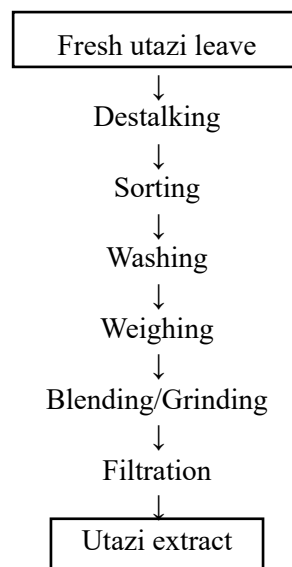 Fresh utazi leave
↓
Destalking
↓
Sorting
↓
Washing
↓
Weighing
↓
Blending/Grinding
↓
Filtration
↓
Utazi extract